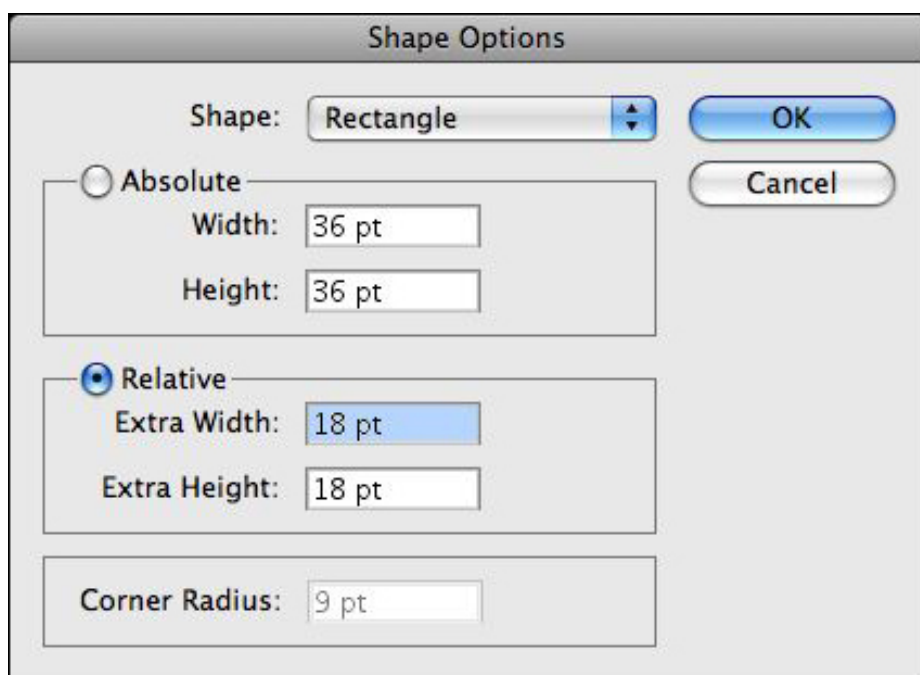 Shape Options
Shape: Rectangle
OK
Absolute
Cancel
Width: 36 pt
Height: 36 pt
Relative
Extra Width: 18 pt
Extra Height: 18 pt
Corner Radius: 9 pt